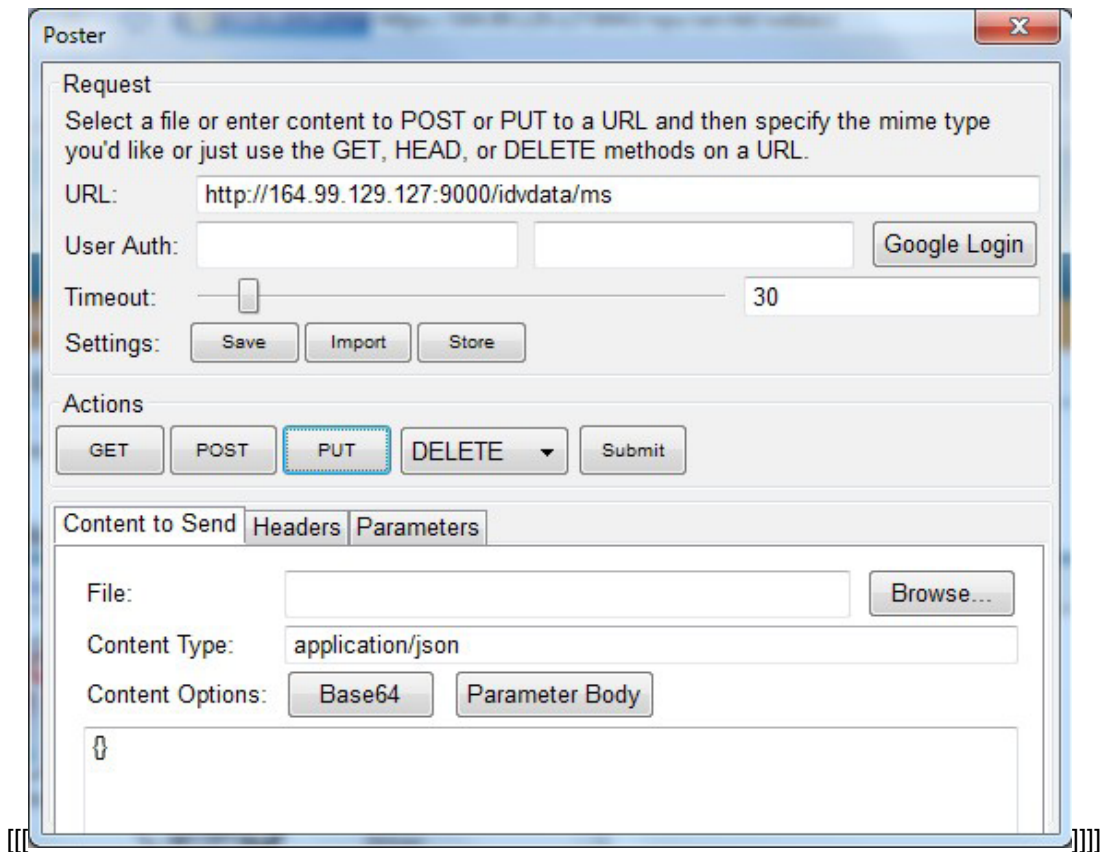 Poster
Request
Select a file or enter content to POST or PUT to a URL and then specify the mime type
you'd like or just use the GET, HEAD, or DELETE methods on a URL.
URL: http://164.99.129.127:9000/idvdata/ms
User Auth: Google Login
Timeout: 30
Settings: Save Import Store
Actions
GET POST PUT DELETE Submit
Content to Send Headers Parameters
File: Browse...
Content Type: application/json
Content Options: Base64 Parameter Body
{}
[[[ ]]]]